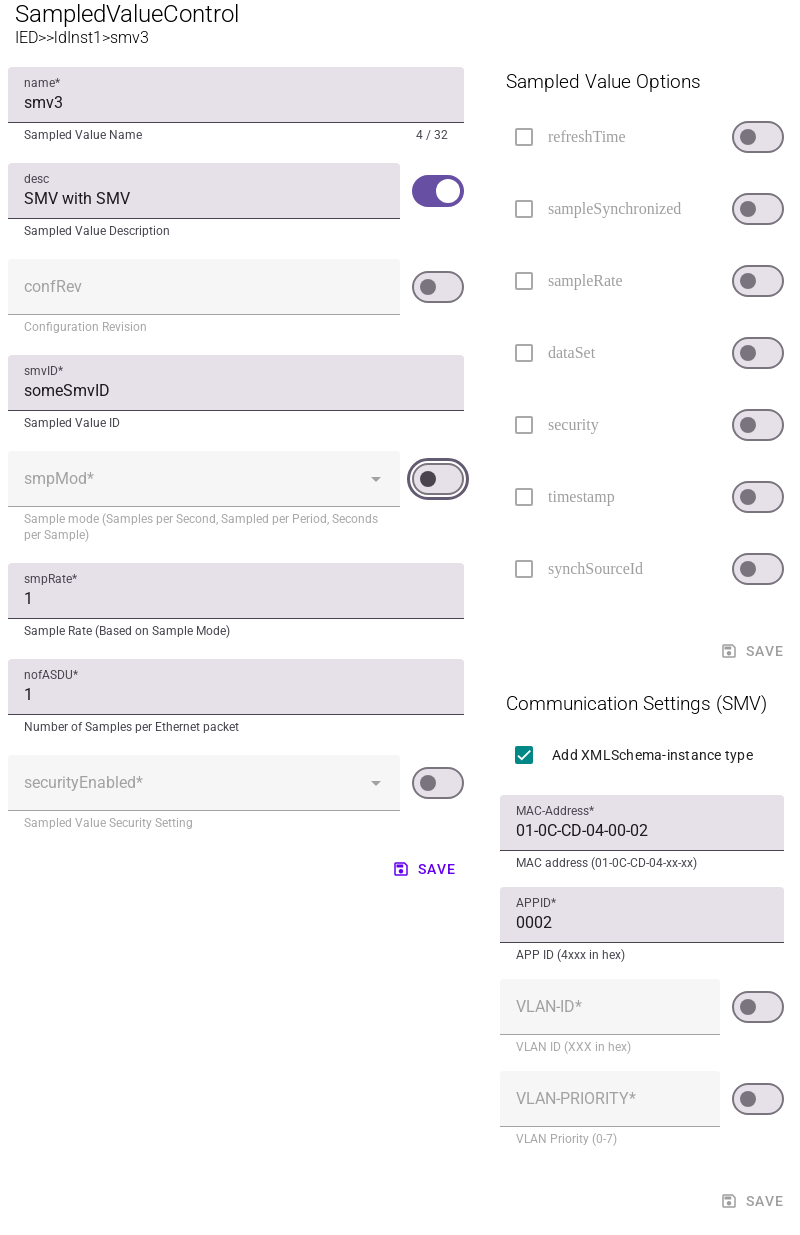 SampledValueControl
IED>>ldInst1>smv3
name*
smv3
Sampled Value Name
4 / 32
desc
SMV with SMV
Sampled Value Description
confRev
Configuration Revision
smvID*
someSmvID
Sampled Value ID
smpMod*
Sample mode (Samples per Second, Sampled per Period, Seconds
per Sample)
smpRate*
1
Sample Rate (Based on Sample Mode)
nofASDU*
1
Number of Samples per Ethernet packet
securityEnabled*
Sampled Value Security Setting
SAVE
Sampled Value Options
refreshTime
sampleSynchronized
sampleRate
dataSet
security
timestamp
synchSourceId
SAVE
Communication Settings (SMV)
Add XMLSchema-instance type
MAC-Address*
01-0C-CD-04-00-02
MAC address (01-0C-CD-04-xx-xx)
APPID*
0002
APP ID (4xxx in hex)
VLAN-ID*
VLAN ID (XXX in hex)
VLAN-PRIORITY*
VLAN Priority (0-7)
SAVE